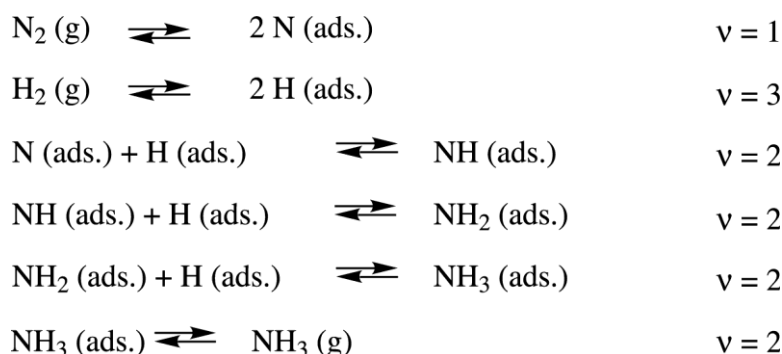 N₂ (g) ⇌ 2 N (ads.) ν = 1
H₂ (g) ⇌ 2 H (ads.) ν = 3
N (ads.) + H (ads.) ⇌ NH (ads.) ν = 2
NH (ads.) + H (ads.) ⇌ NH₂ (ads.) ν = 2
NH₂ (ads.) + H (ads.) ⇌ NH₃ (ads.) ν = 2
NH₃ (ads.) ⇌ NH₃ (g) ν = 2